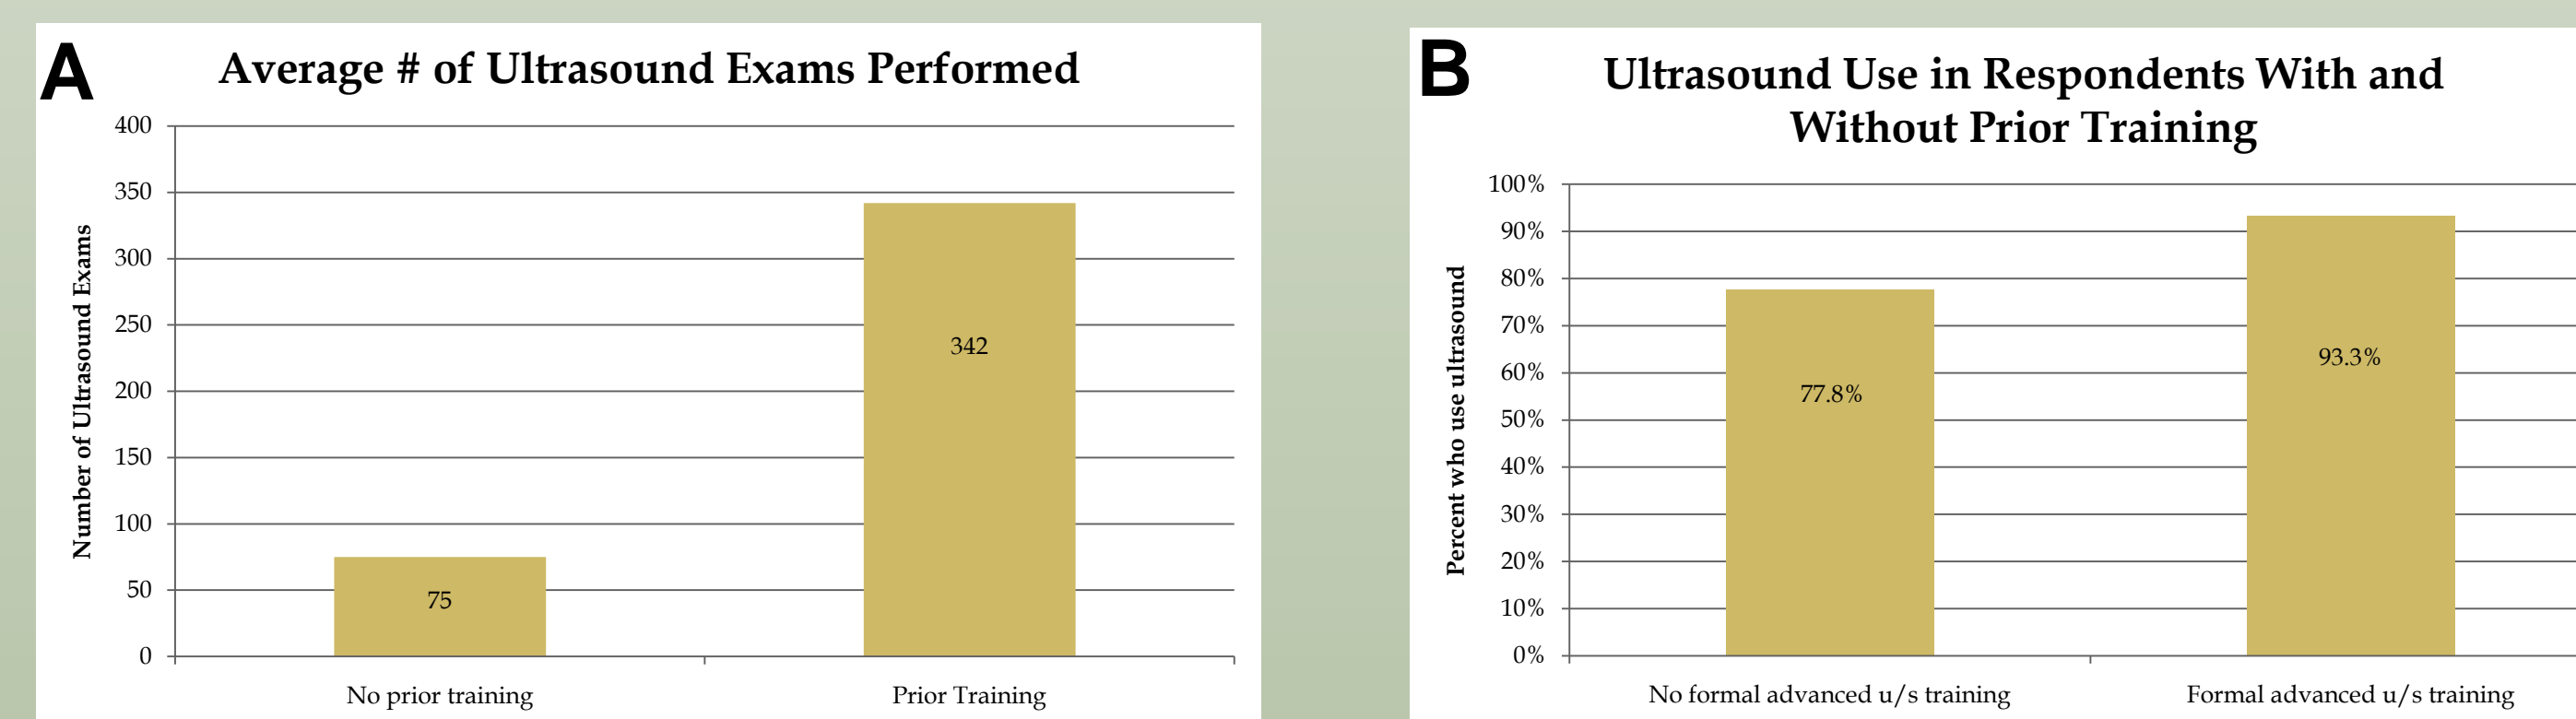 A
Average # of Ultrasound Exams Performed
Number of Ultrasound Exams
400
350
300
250
200
150
100
50
0
75
342
No prior training
Prior Training
B
Ultrasound Use in Respondents With and
Without Prior Training
Percent who use ultrasound
100%
90%
80%
70%
60%
50%
40%
30%
20%
10%
0%
77.8%
93.3%
No formal advanced u/s training
Formal advanced u/s training